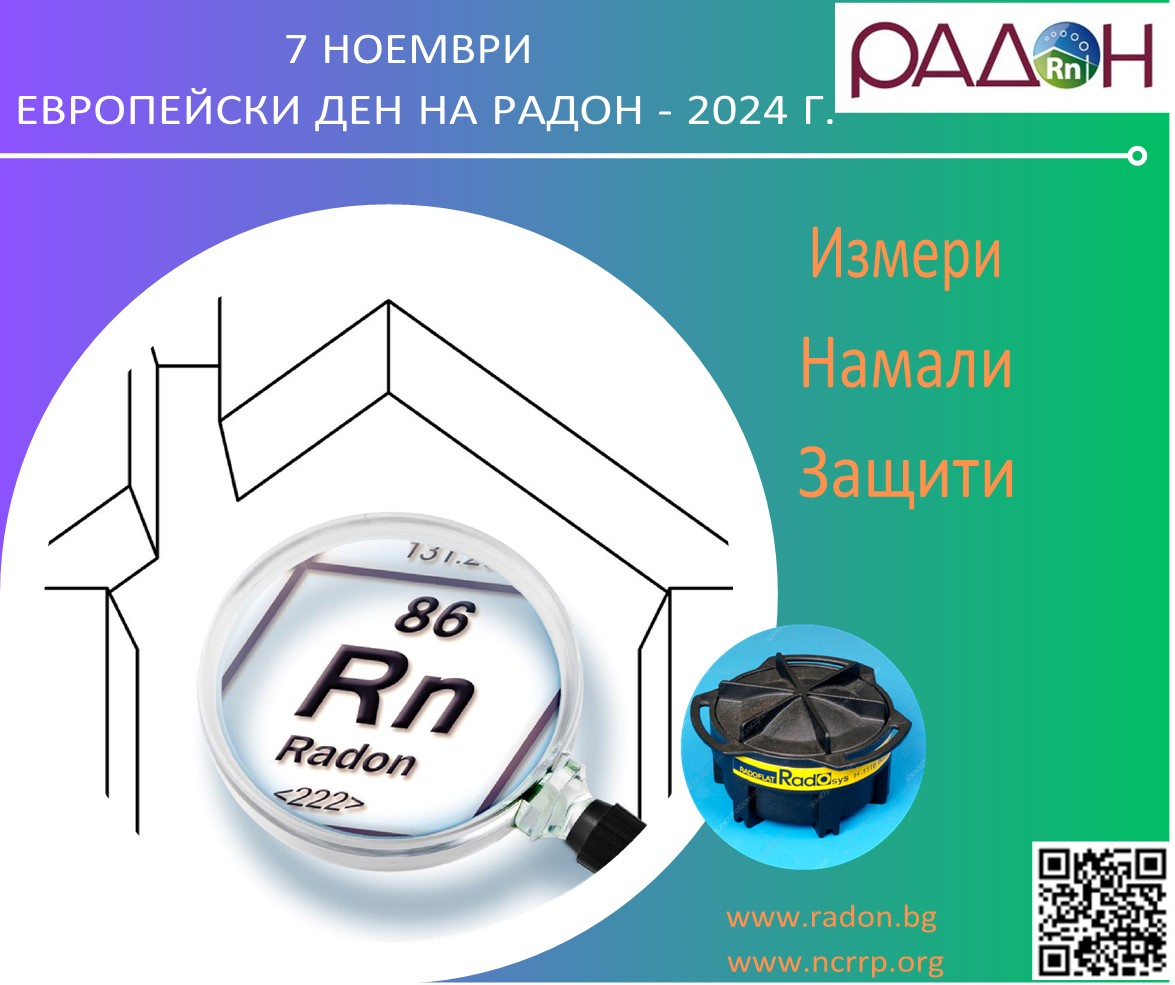 7 НОЕМВРИ
ЕВРОПЕЙСКИ ДЕН НА РАДОН - 2024 Г.
РАДОН
Rn
Измери
Намали
Защити
86
Rn
Radon
<222>
RADOFLAT Radosys
www.radon.bg
www.ncrrp.org